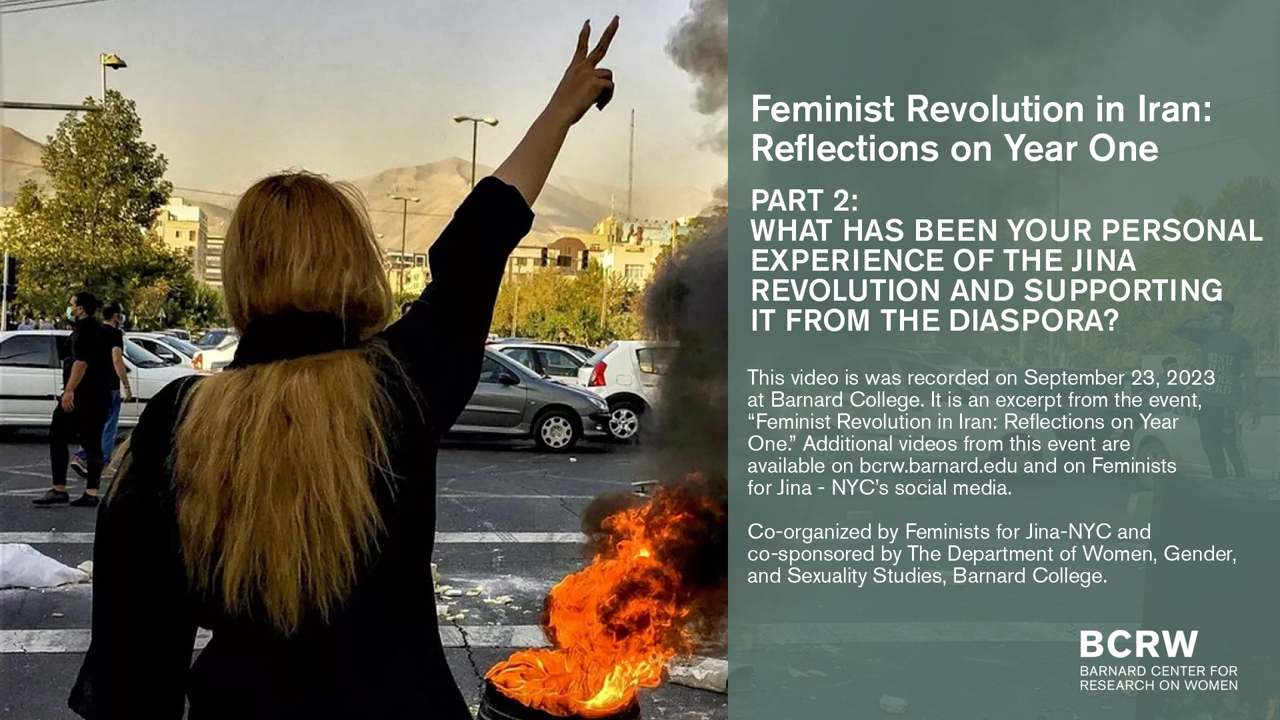 Feminist Revolution in Iran:
Reflections on Year One
PART 2:
WHAT HAS BEEN YOUR PERSONAL
EXPERIENCE OF THE JINA
REVOLUTION AND SUPPORTING
IT FROM THE DIASPORA?
This video is was recorded on September 23, 2023
at Barnard College. It is an excerpt from the event,
“Feminist Revolution in Iran: Reflections on Year
One.” Additional videos from this event are
available on bcrw.barnard.edu and on Feminists
for Jina - NYC’s social media.
Co-organized by Feminists for Jina-NYC and
co-sponsored by The Department of Women, Gender,
and Sexuality Studies, Barnard College.
BCRW
BARNARD CENTER FOR
RESEARCH ON WOMEN